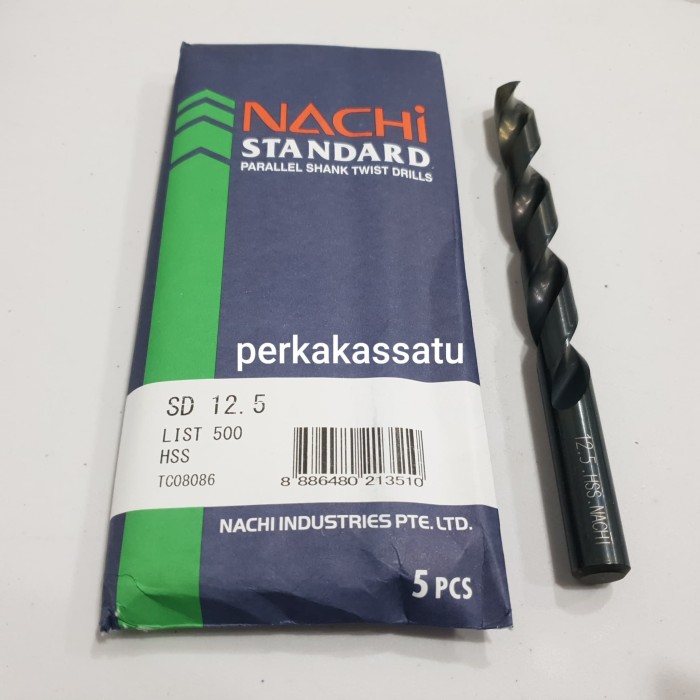 NACHi
STANDARD
PARALLEL SHANK TWIST DRILLS
perkakassatu
SD 12.5
LIST 500
HSS
TC08086
8 886480 213510
NACHI INDUSTRIES PTE. LTD.
5 PCS
12.5 .HSS.NACHI